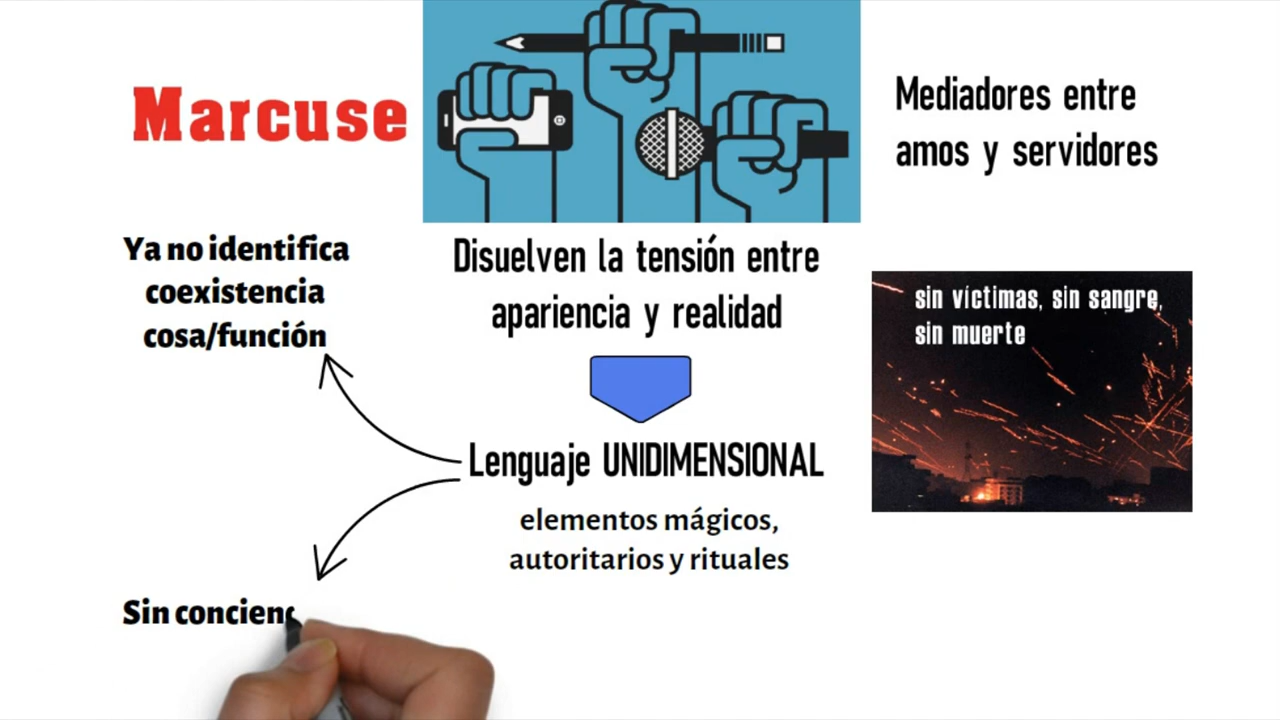 Marcuse
Mediadores entre
amos y servidores
Ya no identifica
coexistencia
cosa/función
Disuelven la tensión entre
apariencia y realidad
sin víctimas, sin sangre,
sin muerte
Lenguaje UNIDIMENSIONAL
elementos mágicos,
autoritarios y rituales
Sin concienc